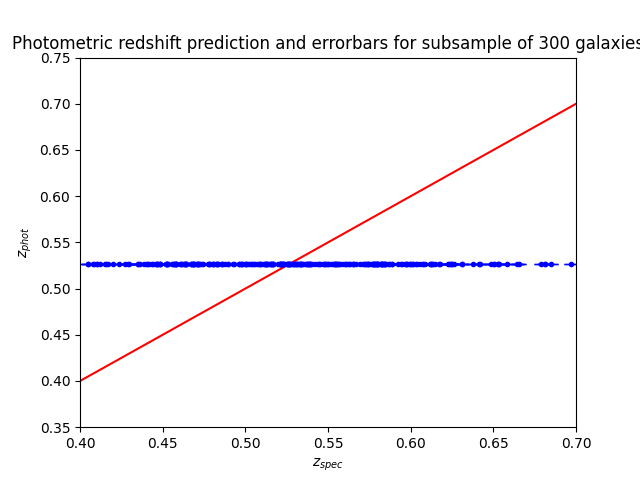 Photometric redshift prediction and errorbars for subsample of 300 galaxies
0.75
0.70
0.65
0.60
0.55
0.50
0.45
0.40
0.35
z_phot
0.40 0.45 0.50 0.55 0.60 0.65 0.70
z_spec